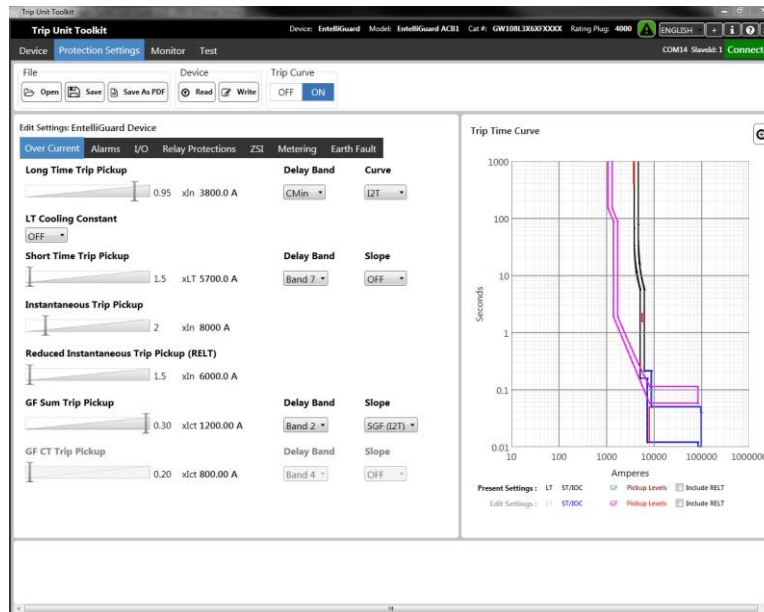 Trip Unit Toolkit
Trip Unit Toolkit
Device: EntelliGuard Model: EntelliGuard ACB1 Cat #: GW108L3X6XFXXXX Rating Plug: 4000 ENGLISH + i ?
Device Protection Settings Monitor Test
COM14 SlaveId: 1 Connect
File Device Trip Curve
Open Save Save As PDF Read Write OFF ON
Edit Settings: EntelliGuard Device
Over Current Alarms I/O Relay Protections ZSI Metering Earth Fault
Long Time Trip Pickup Delay Band Curve
0.95 xIn 3800.0 A CMin I2T
LT Cooling Constant
OFF
Short Time Trip Pickup Delay Band Slope
1.5 xLT 5700.0 A Band 7 OFF
Instantaneous Trip Pickup
2 xIn 8000 A
Reduced Instantaneous Trip Pickup (RELT)
1.5 xIn 6000.0 A
GF Sum Trip Pickup Delay Band Slope
0.30 xIct 1200.00 A Band 2 SGF (I2T)
GF CT Trip Pickup Delay Band Slope
0.20 xIct 800.00 A Band 4 OFF
Trip Time Curve
1000
100
10
1
0.1
0.01
Seconds
10 100 1000 10000 100000 1000000
Amperes
Present Settings : LT ST/IOC GF Pickup Levels Include RELT
Edit Settings : LT ST/IOC GF Pickup Levels Include RELT